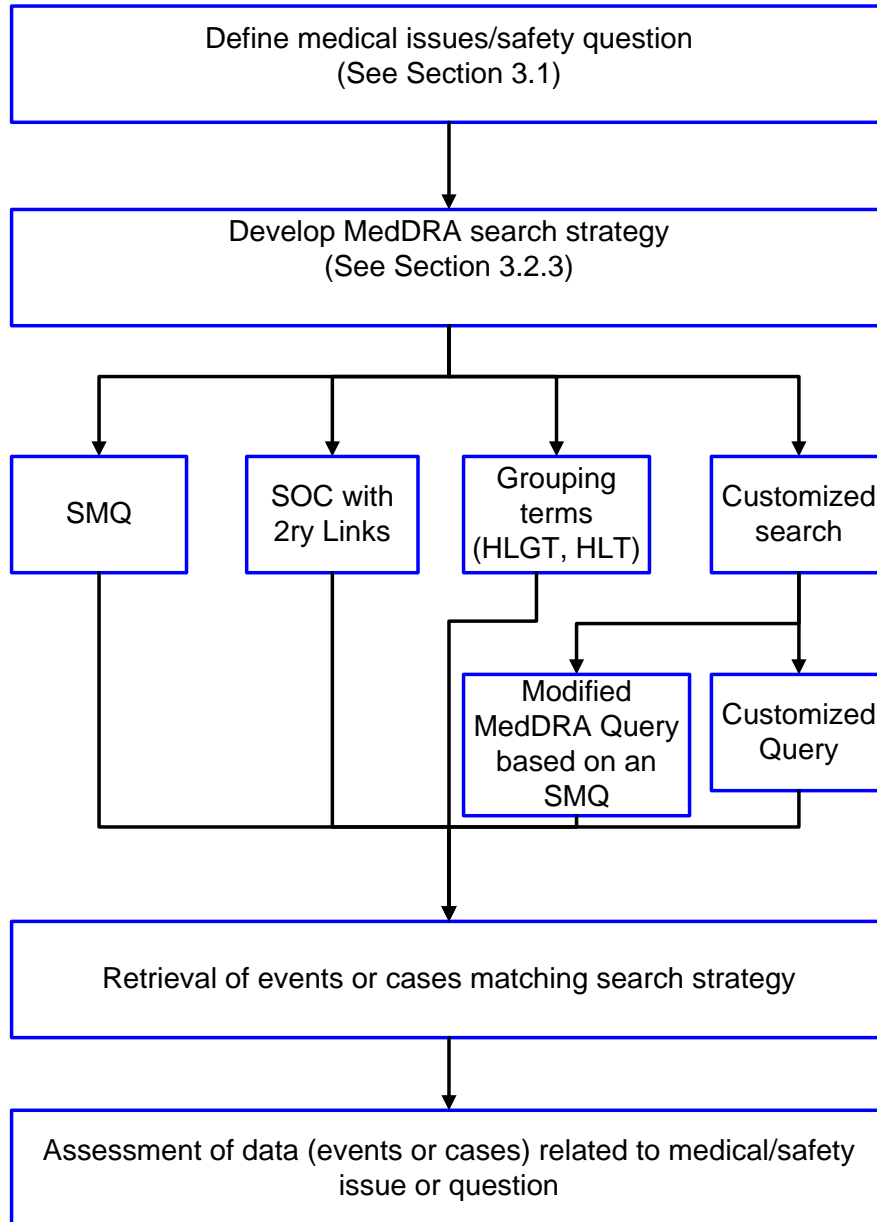 Define medical issues/safety question
(See Section 3.1)
Develop MedDRA search strategy
(See Section 3.2.3)
SMQ
SOC with
2ry Links
Grouping
terms
(HLGT, HLT)
Customized
search
Modified
MedDRA Query
based on an
SMQ
Customized
Query
Retrieval of events or cases matching search strategy
Assessment of data (events or cases) related to medical/safety
issue or question